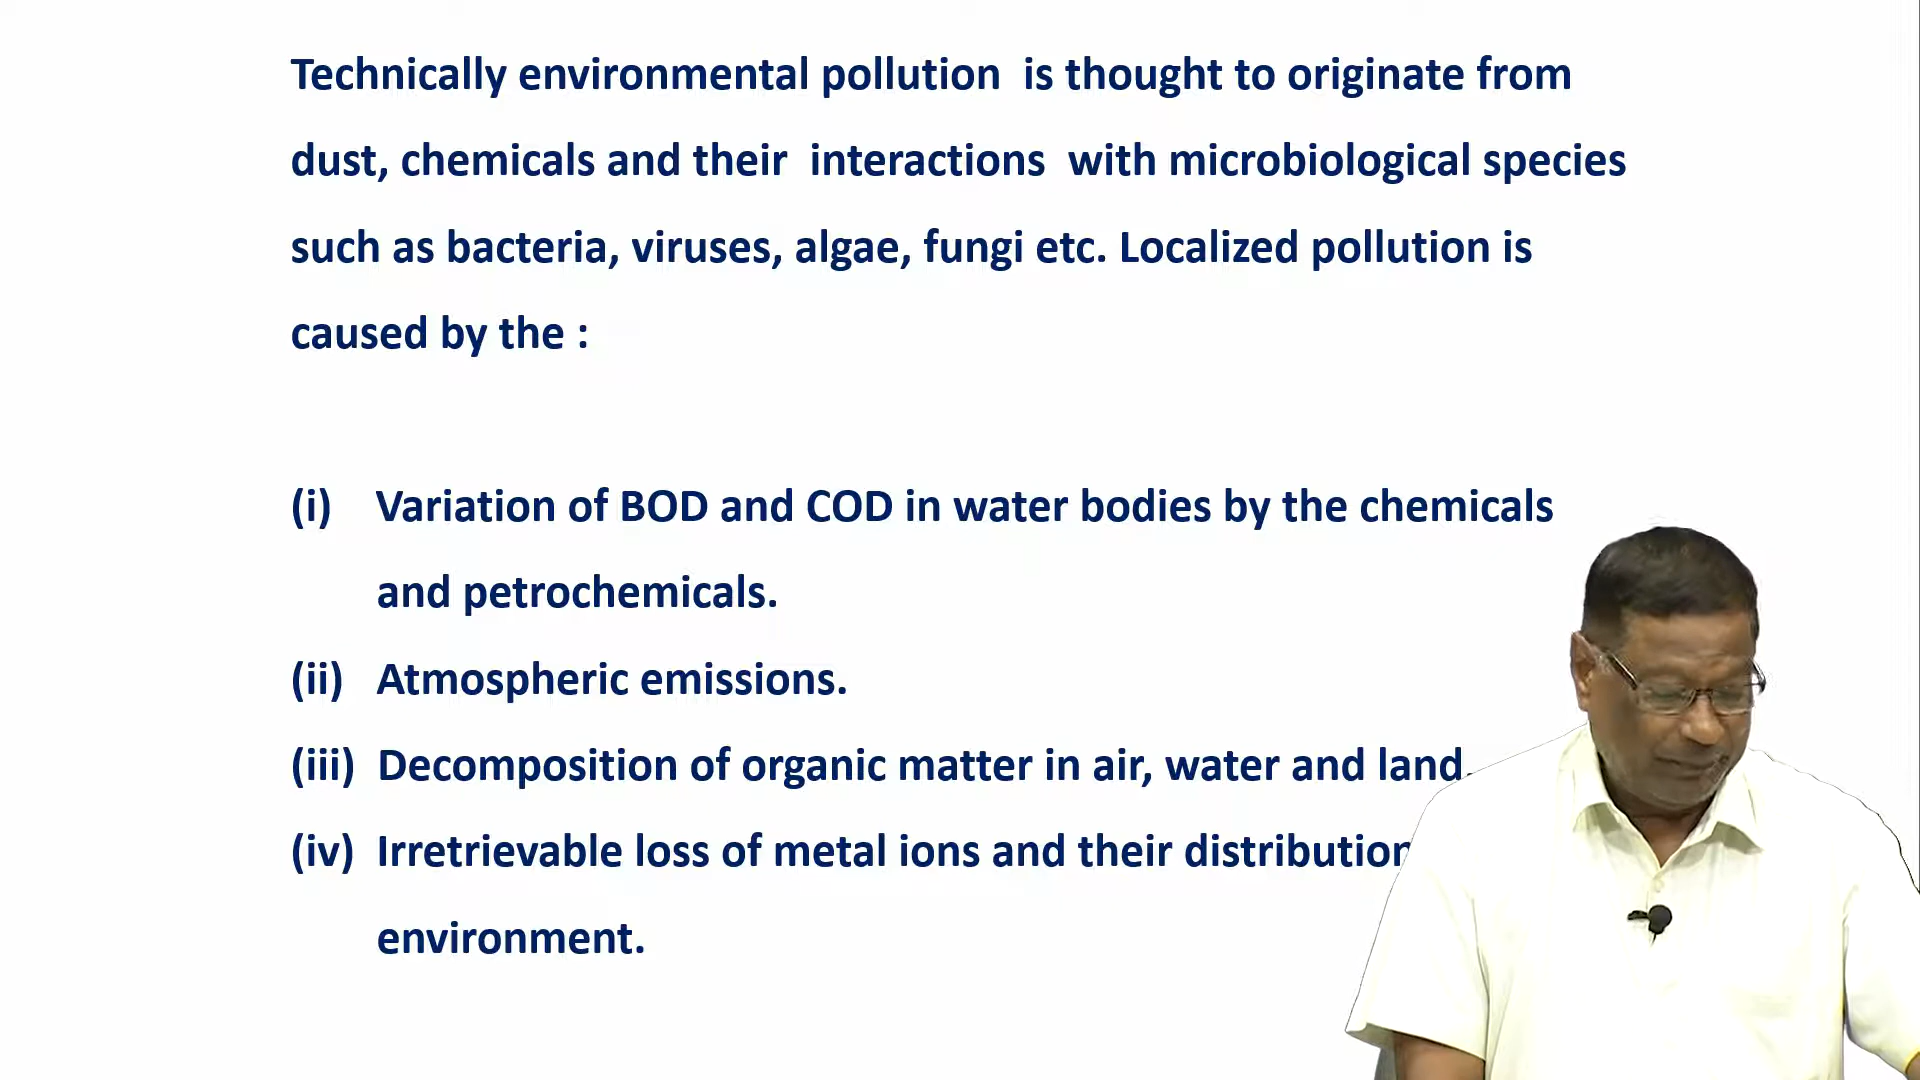 Technically environmental pollution is thought to originate from
dust, chemicals and their interactions with microbiological species
such as bacteria, viruses, algae, fungi etc. Localized pollution is
caused by the :
(i) Variation of BOD and COD in water bodies by the chemicals
and petrochemicals.
(ii) Atmospheric emissions.
(iii) Decomposition of organic matter in air, water and land.
(iv) Irretrievable loss of metal ions and their distribution
environment.